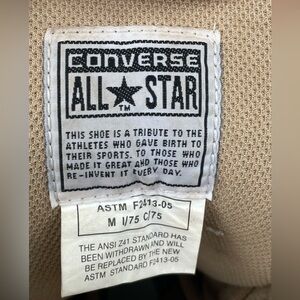 CONVERSE
ALL ★ STAR
TM
THIS SHOE IS A TRIBUTE TO THE
ATHLETES WHO GAVE BIRTH TO
THEIR SPORTS. TO THOSE WHO
MADE IT GREAT AND THOSE WHO
RE-INVENT IT EVERY DAY.
ASTM F2413-05
M I/75 C/75
THE ANSI Z41 STANDARD HAS
BEEN WITHDRAWN AND WILL
BE REPLACED BY THE NEW
ASTM STANDARD F2413-05